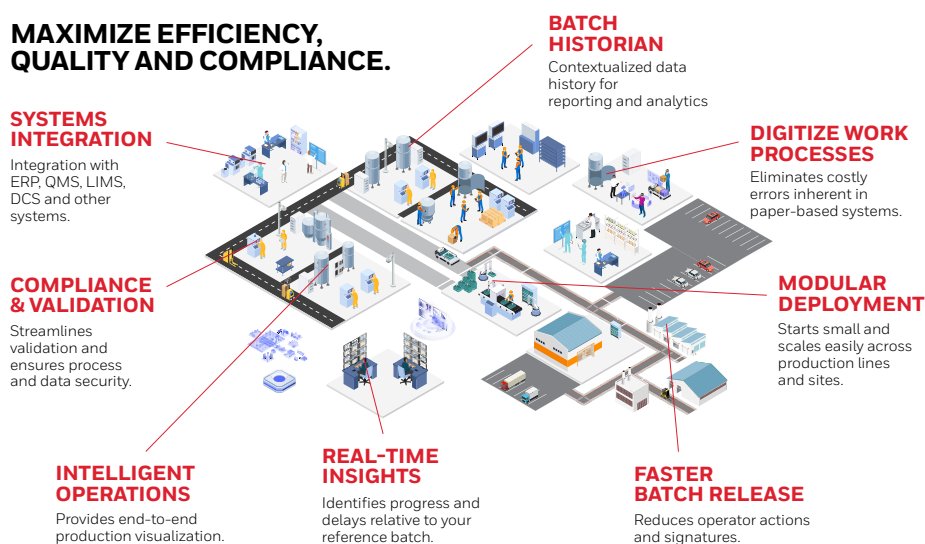 MAXIMIZE EFFICIENCY,
QUALITY AND COMPLIANCE.
BATCH
HISTORIAN
Contextualized data
history for
reporting and analytics
SYSTEMS
INTEGRATION
Integration with
ERP, QMS, LIMS,
DCS and other
systems.
DIGITIZE WORK
PROCESSES
Eliminates costly
errors inherent in
paper-based systems.
COMPLIANCE
& VALIDATION
Streamlines
validation and
ensures process
and data security.
MODULAR
DEPLOYMENT
Starts small and
scales easily across
production lines
and sites.
INTELLIGENT
OPERATIONS
Provides end-to-end
production visualization.
REAL-TIME
INSIGHTS
Identifies progress and
delays relative to your
reference batch.
FASTER
BATCH RELEASE
Reduces operator actions
and signatures.